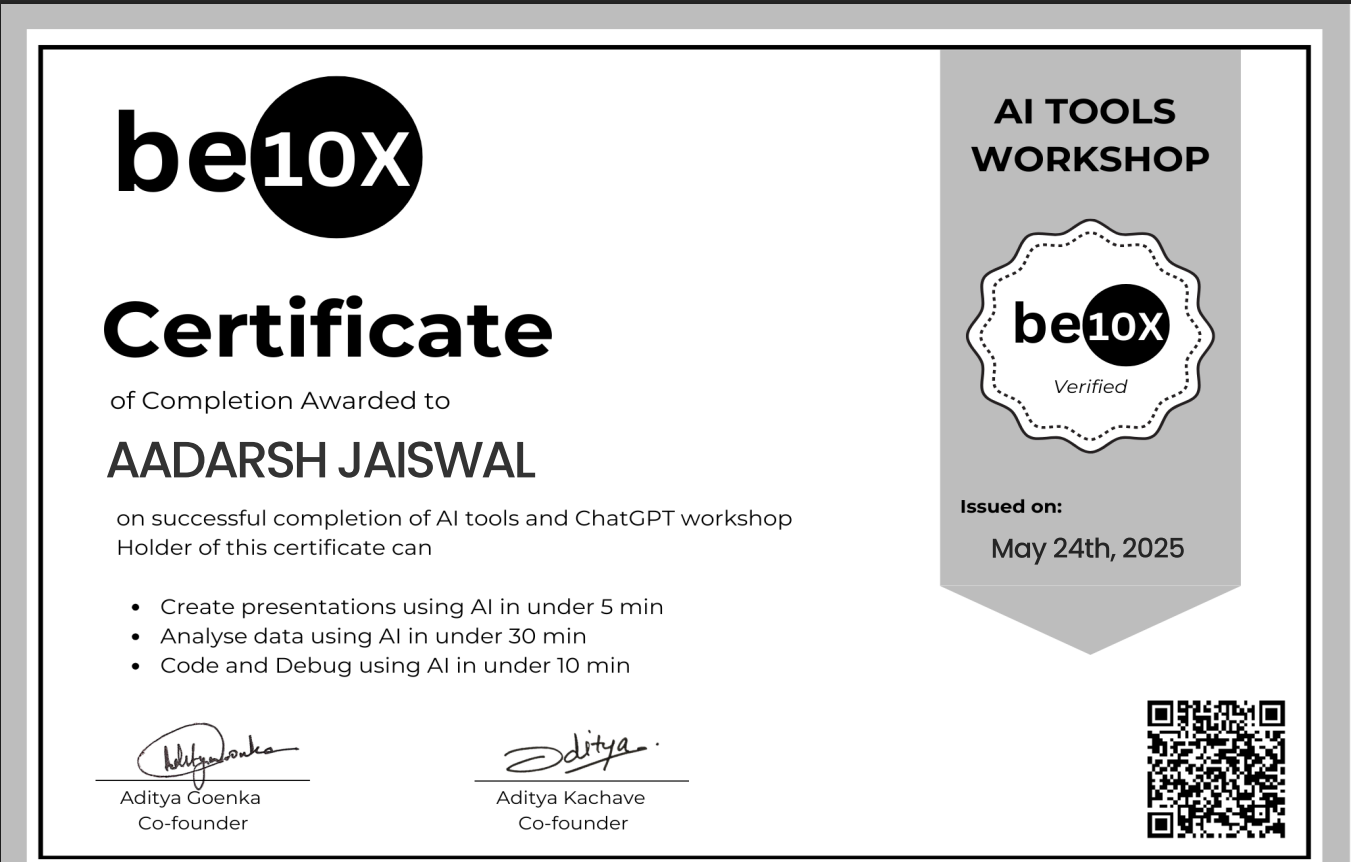 be10X
Certificate
of Completion Awarded to
AADARSH JAISWAL
on successful completion of AI tools and ChatGPT workshop
Holder of this certificate can
• Create presentations using AI in under 5 min
• Analyse data using AI in under 30 min
• Code and Debug using AI in under 10 min
Aditya Goenka
Co-founder
Aditya.
Aditya Kachave
Co-founder
AI TOOLS
WORKSHOP
be10X
Verified
Issued on:
May 24th, 2025